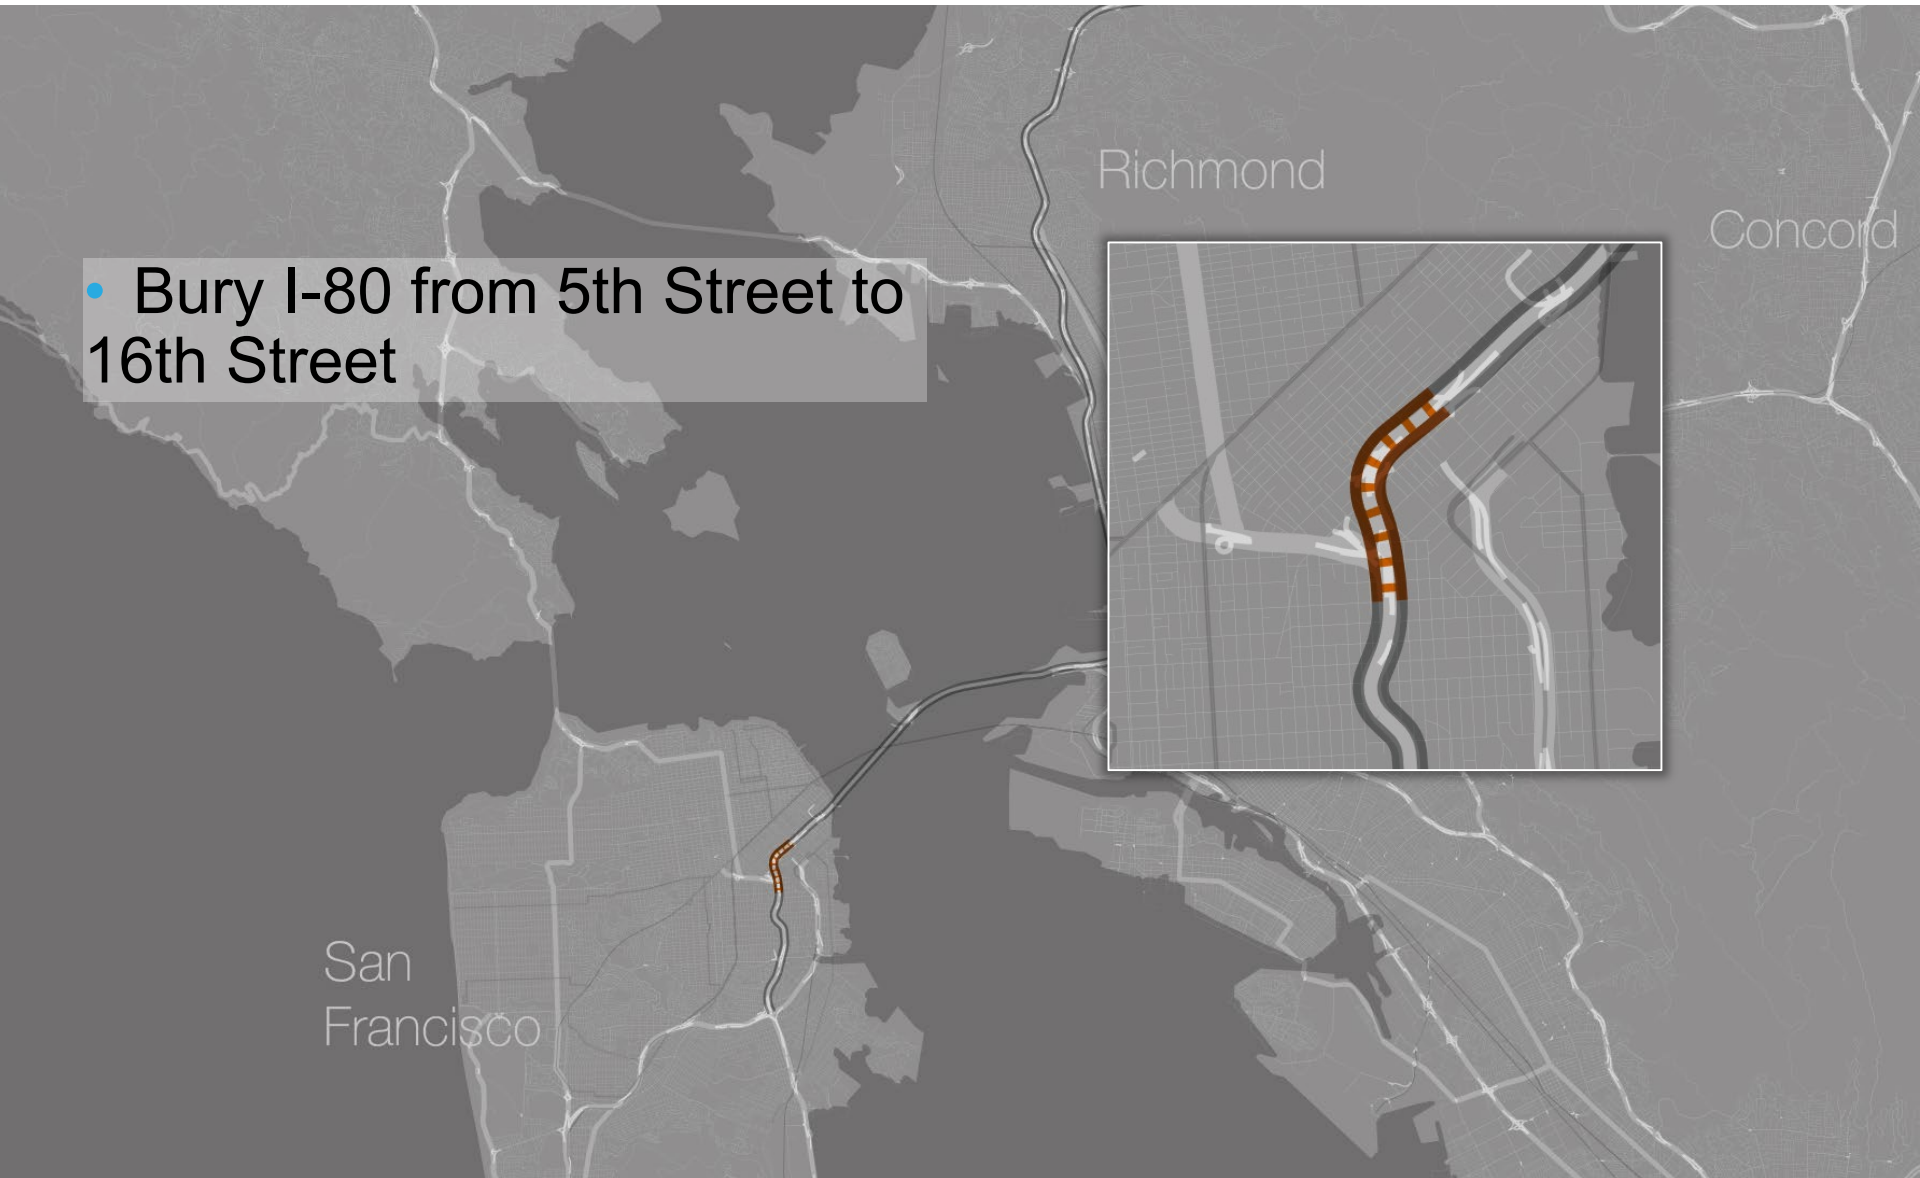 Richmond
Concord
• Bury I-80 from 5th Street to
16th Street
San
Francisco